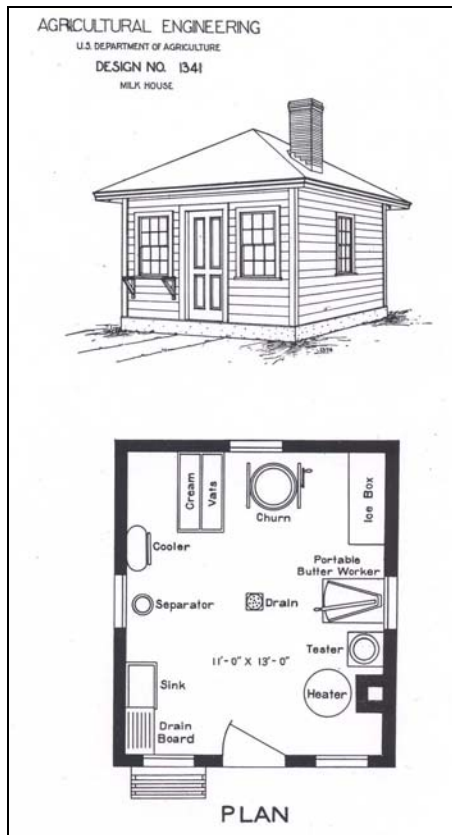 AGRICULTURAL ENGINEERING
U.S. DEPARTMENT OF AGRICULTURE
DESIGN NO. 1341
MILK HOUSE
Cream
Vats
Churn
Ice Box
Cooler
Portable
Butter Worker
Separator
Drain
Tester
11'-0" X 13'-0"
Sink
Heater
Drain
Board
PLAN